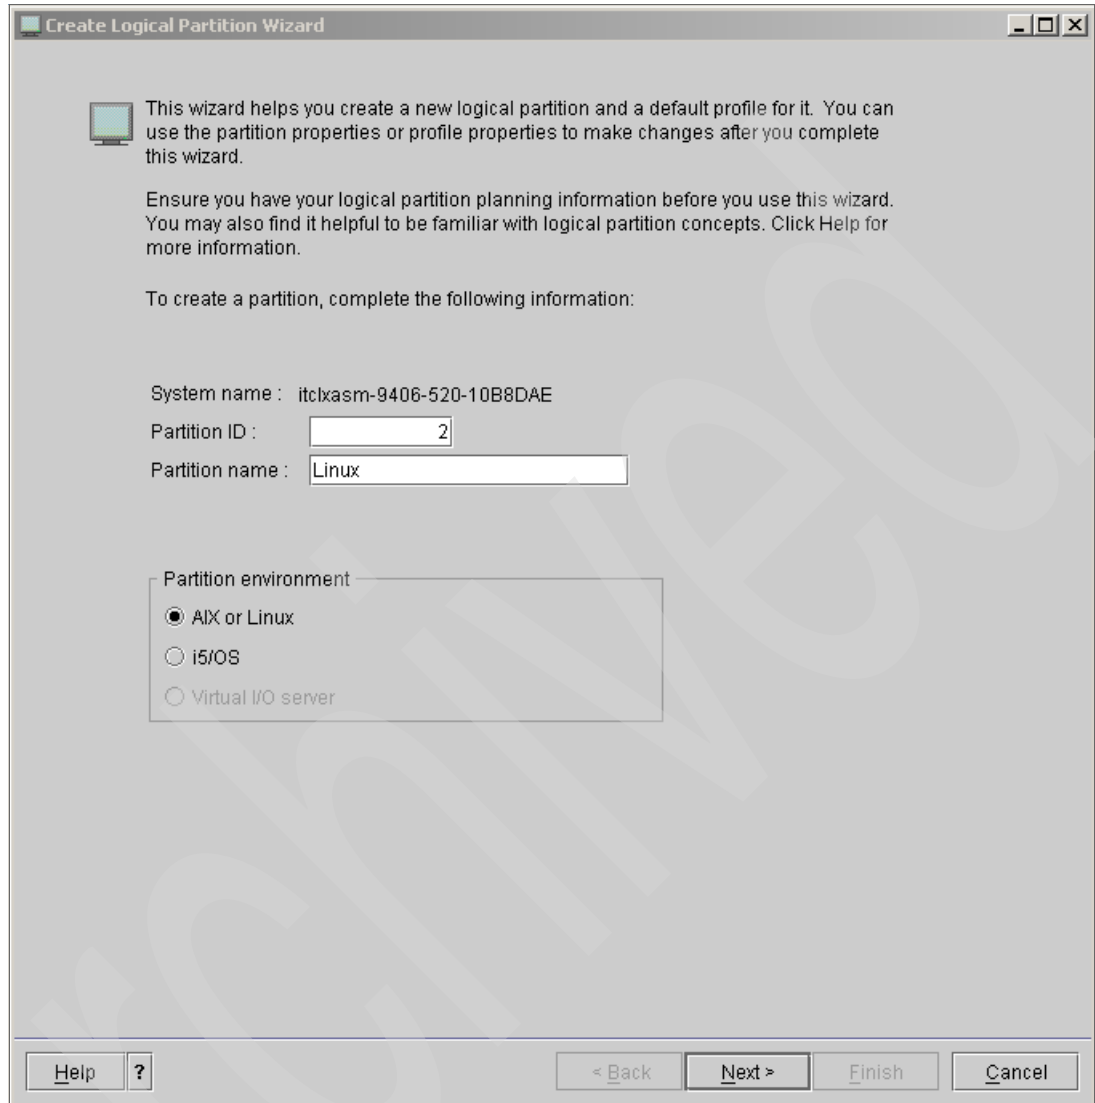 Create Logical Partition Wizard
This wizard helps you create a new logical partition and a default profile for it. You can
use the partition properties or profile properties to make changes after you complete
this wizard.
Ensure you have your logical partition planning information before you use this wizard.
You may also find it helpful to be familiar with logical partition concepts. Click Help for
more information.
To create a partition, complete the following information:
System name : itclxasm-9406-520-10B8DAE
Partition ID : 2
Partition name : Linux
Partition environment
AIX or Linux
i5/OS
Virtual I/O server
Help ? < Back Next > Finish Cancel
rchived